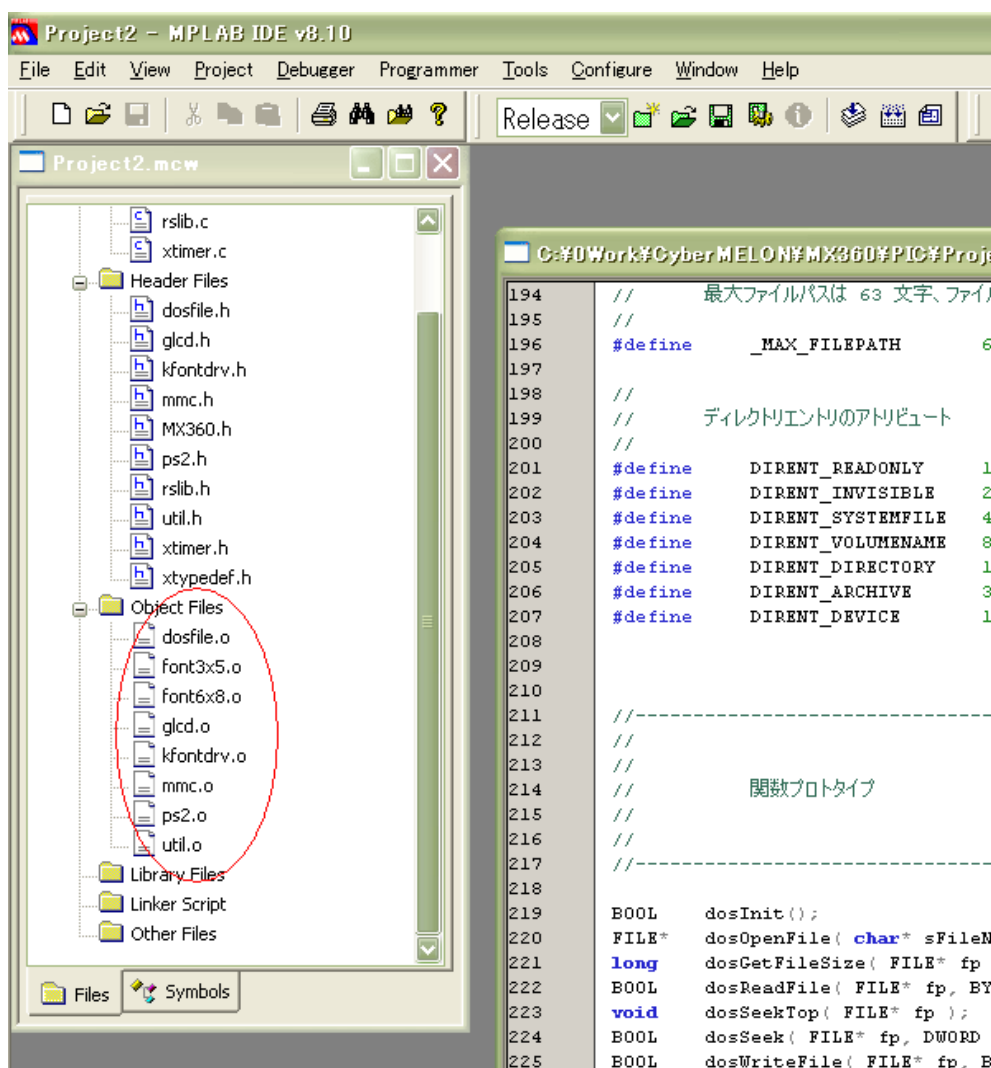 Project2 - MPLAB IDE v8.10
File Edit View Project Debugger Programmer Tools Configure Window Help
Release
Project2.mcw
rslib.c
xtimer.c
Header Files
dosfile.h
glcd.h
kfontdrv.h
mmc.h
MX360.h
ps2.h
rslib.h
util.h
xtimer.h
xtypedef.h
Object Files
dosfile.o
font3x5.o
font6x8.o
glcd.o
kfontdrv.o
mmc.o
ps2.o
util.o
Library Files
Linker Script
Other Files
Files Symbols
C:¥0Work¥CyberMELON¥MX360¥PIC¥Proje
194 // 最大ファイルパスは 63 文字、ファイル
195 //
196 #define _MAX_FILEPATH 6
197
198 //
199 // ディレクトリエントリのアトリビュート
200 //
201 #define DIRENT_READONLY 1
202 #define DIRENT_INVISIBLE 2
203 #define DIRENT_SYSTEMFILE 4
204 #define DIRENT_VOLUMENAME 8
205 #define DIRENT_DIRECTORY 1
206 #define DIRENT_ARCHIVE 3
207 #define DIRENT_DEVICE 1
208
209
210
211 //-------------------------------
212 //
213 //
214 // 関数プロトタイプ
215 //
216 //
217 //-------------------------------
218
219 BOOL dosInit();
220 FILE* dosOpenFile( char* sFileN
221 long dosGetFileSize( FILE* fp
222 BOOL dosReadFile( FILE* fp, BY
223 void dosSeekTop( FILE* fp );
224 BOOL dosSeek( FILE* fp, DWORD
225 BOOL dosWriteFile( FILE* fp, B